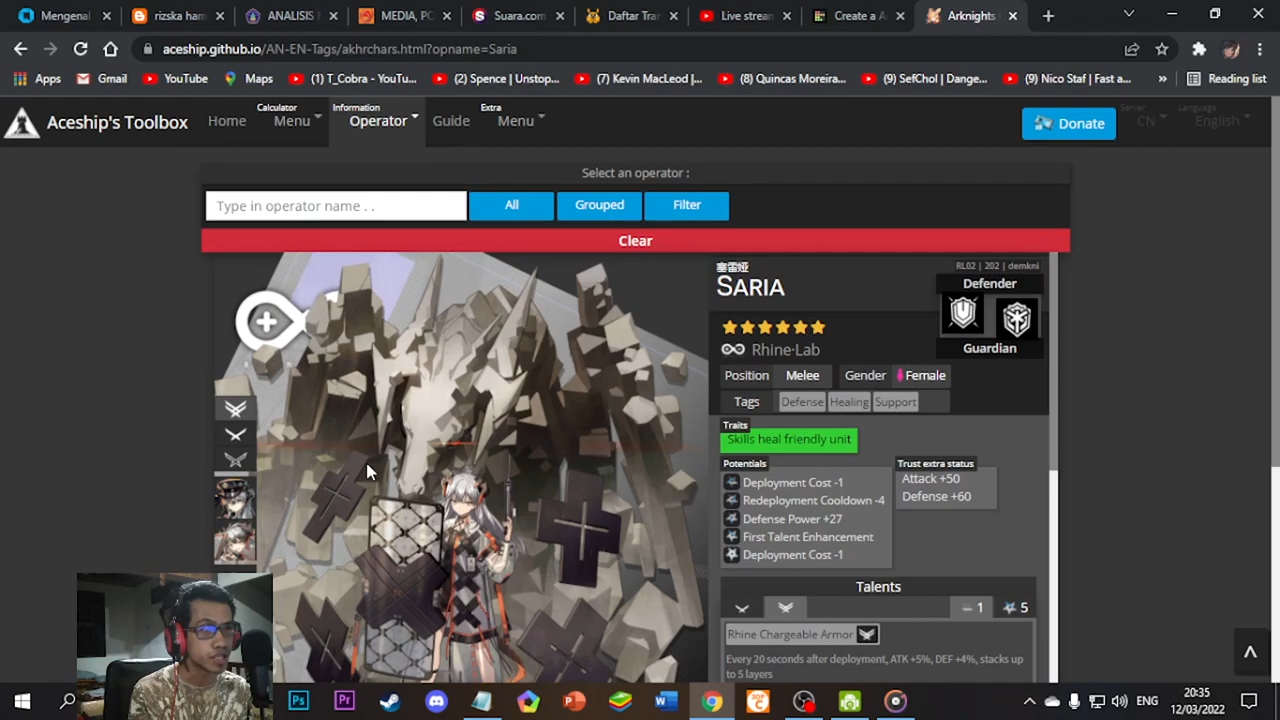 Mengenal
rizska ham
ANALISIS F
MEDIA, PO
Suara.com
Daftar Tra
Live stream
Create a A
Arknights
aceship.github.io/AN-EN-Tags/akhrchars.html?opname=Saria
Apps
Gmail
YouTube
Maps
(1) T_Cobra - YouTu...
(2) Spence | Unstop...
(7) Kevin MacLeod |...
(8) Quincas Moreira...
(9) SefChol | Dange...
(9) Nico Staf | Fast a...
»
Reading list
Aceship's Toolbox
Home
Calculator
Menu
Information
Operator
Guide
Extra
Menu
Donate
Server
CN
Language
English
Select an operator :
Type in operator name . .
All
Grouped
Filter
Clear
塞雷娅
SARIA
RL02 | 202 | demkni
Defender
Guardian
Rhine·Lab
Position Melee Gender Female
Tags Defense Healing Support
Traits
Skills heal friendly unit
Potentials
Deployment Cost -1
Redeployment Cooldown -4
Defense Power +27
First Talent Enhancement
Deployment Cost -1
Trust extra status
Attack +50
Defense +60
Talents
1
5
Rhine Chargeable Armor
Every 20 seconds after deployment, ATK +5%, DEF +4%, stacks up
to 5 layers
ENG
20:35
12/03/2022